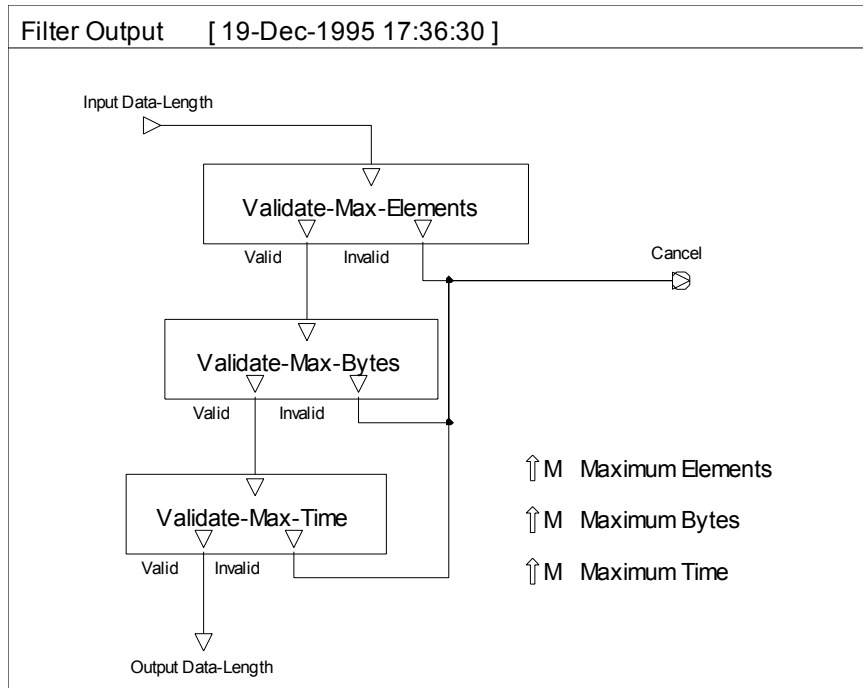 Filter Output [ 19-Dec-1995 17:36:30 ]
Input Data-Length
Validate-Max-Elements
Valid Invalid
Cancel
Validate-Max-Bytes
Valid Invalid
⇧M Maximum Elements
Validate-Max-Time
⇧M Maximum Bytes
Valid Invalid
⇧M Maximum Time
Output Data-Length